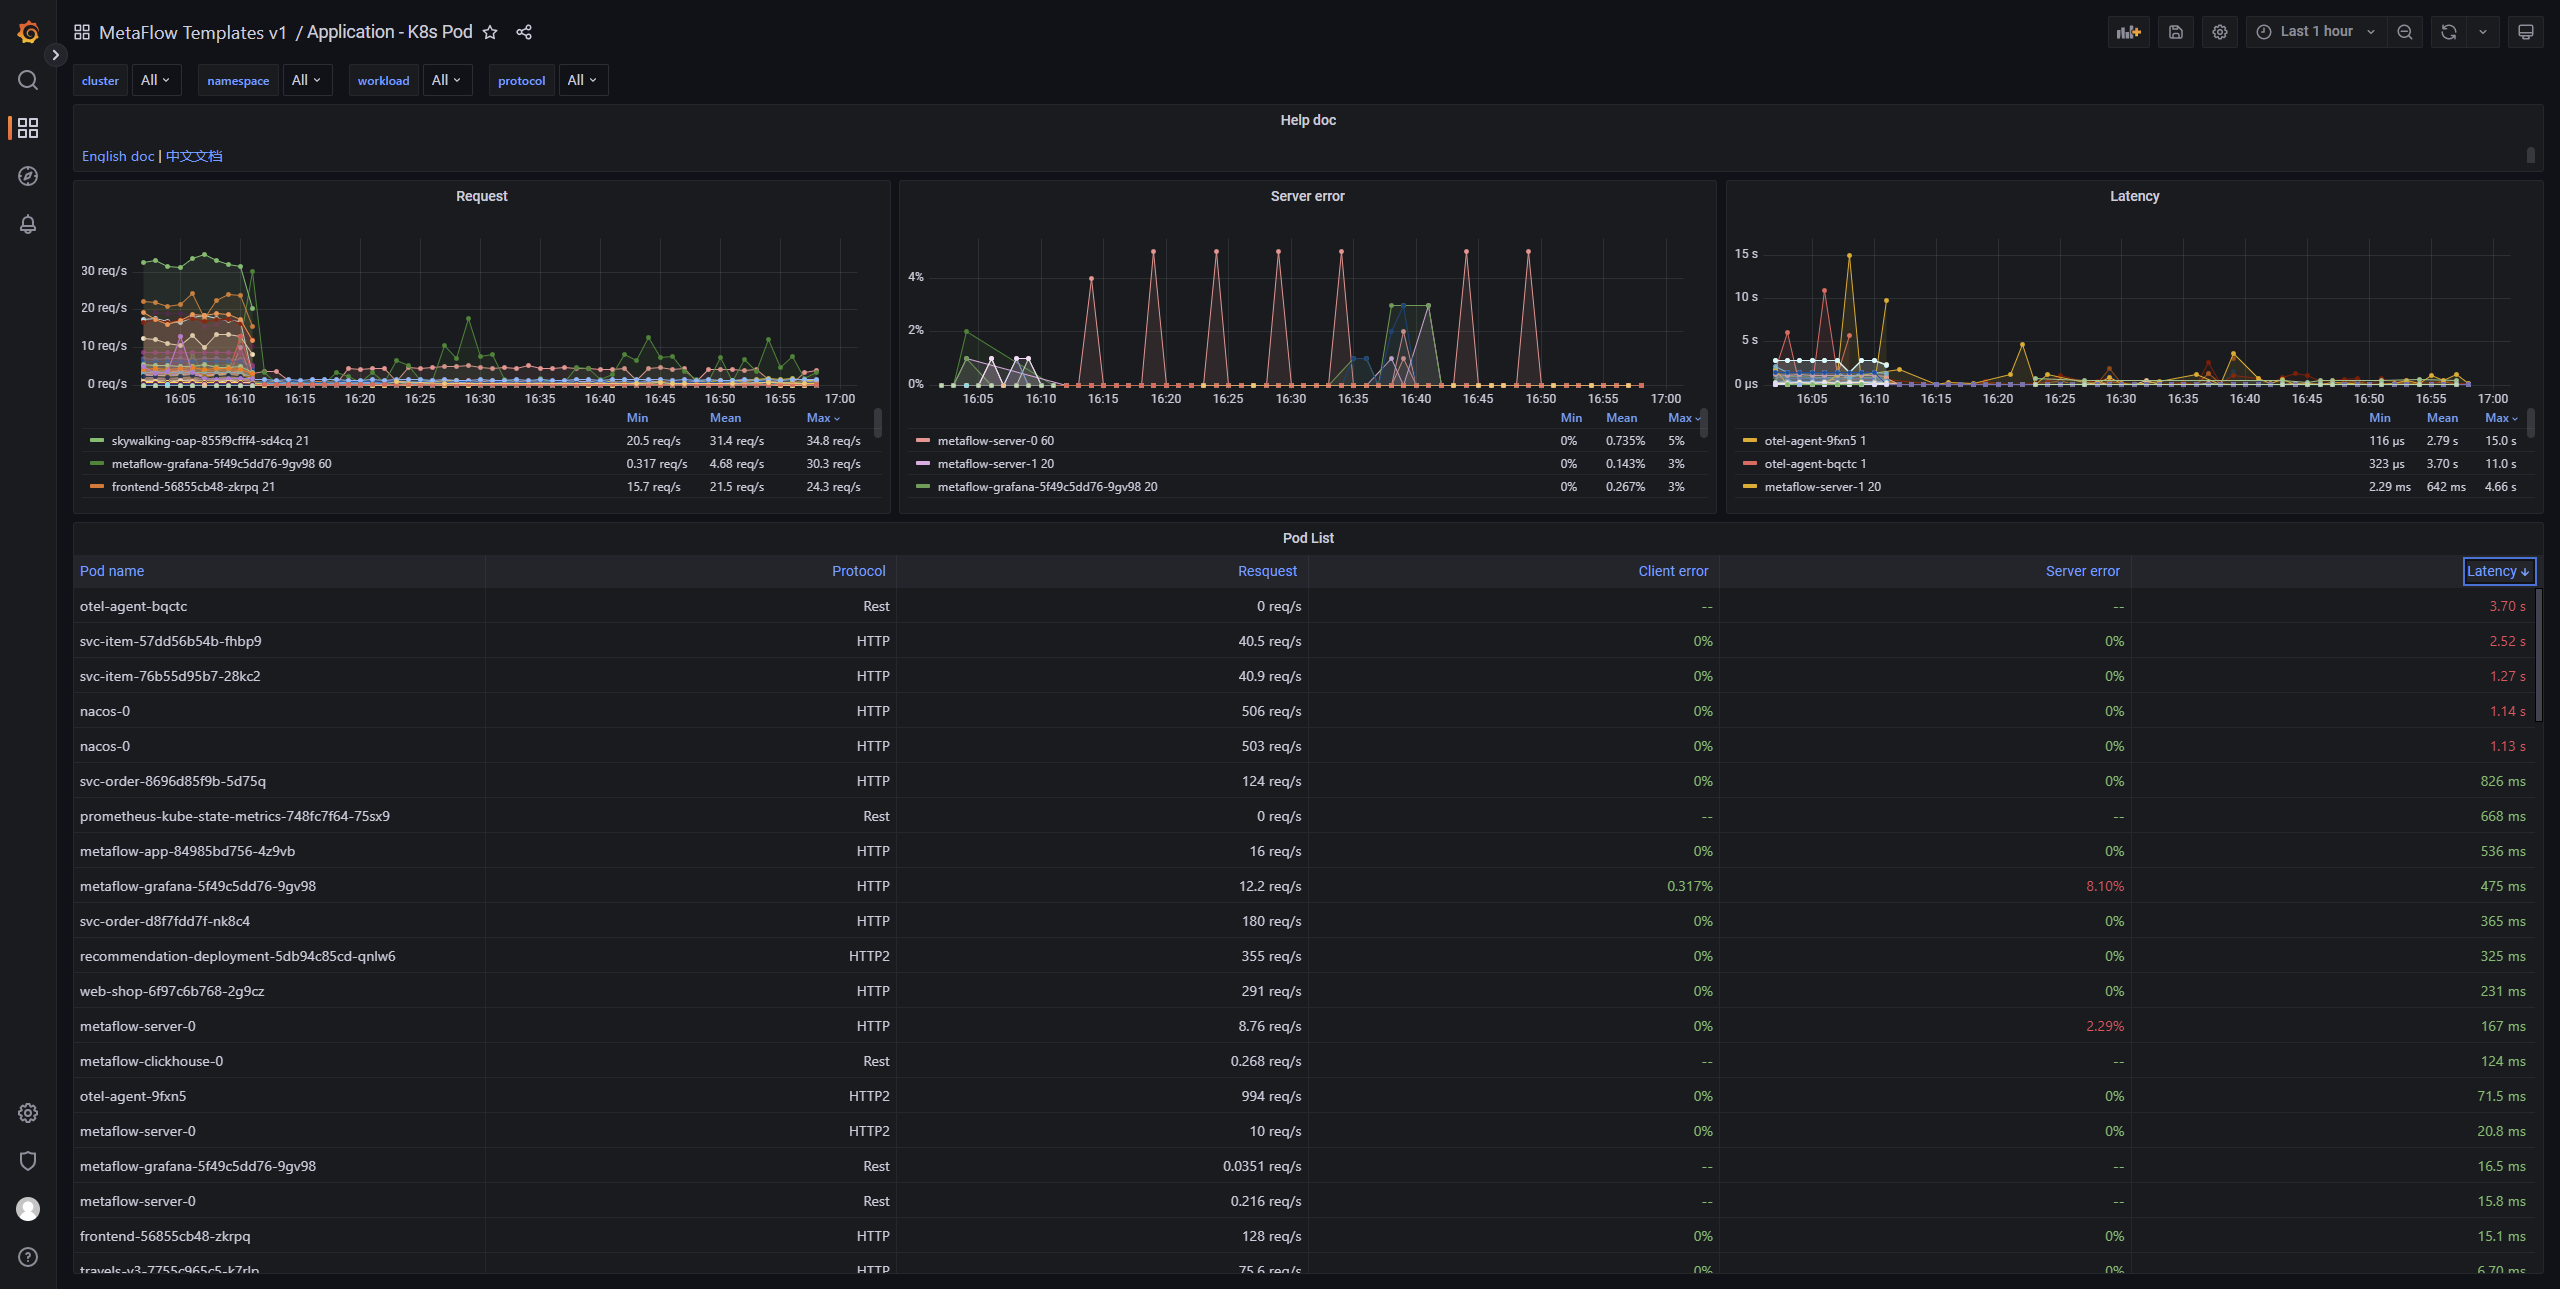 MetaFlow Templates v1 / Application - K8s Pod
Last 1 hour
cluster All namespace All workload All protocol All
Help doc
English doc | 中文文档
Request
30 req/s
20 req/s
10 req/s
0 req/s
16:05 16:10 16:15 16:20 16:25 16:30 16:35 16:40 16:45 16:50 16:55 17:00
Min Mean Max
skywalking-oap-855f9cfff4-sd4cq 21 20.5 req/s 31.4 req/s 34.8 req/s
metaflow-grafana-5f49c5dd76-9gv98 60 0.317 req/s 4.68 req/s 30.3 req/s
frontend-56855cb48-zkrpq 21 15.7 req/s 21.5 req/s 24.3 req/s
Server error
4%
2%
0%
16:05 16:10 16:15 16:20 16:25 16:30 16:35 16:40 16:45 16:50 16:55 17:00
Min Mean Max
metaflow-server-0 60 0% 0.735% 5%
metaflow-server-1 20 0% 0.143% 3%
metaflow-grafana-5f49c5dd76-9gv98 20 0% 0.267% 3%
Latency
15 s
10 s
5 s
0 µs
16:05 16:10 16:15 16:20 16:25 16:30 16:35 16:40 16:45 16:50 16:55 17:00
Min Mean Max
otel-agent-9fxn5 1 116 µs 2.79 s 15.0 s
otel-agent-bqctc 1 323 µs 3.70 s 11.0 s
metaflow-server-1 20 2.29 ms 642 ms 4.66 s
Pod List
Pod name Protocol Resquest Client error Server error Latency
otel-agent-bqctc Rest 0 req/s -- -- 3.70 s
svc-item-57dd56b54b-fhbp9 HTTP 40.5 req/s 0% 0% 2.52 s
svc-item-76b55d95b7-28kc2 HTTP 40.9 req/s 0% 0% 1.27 s
nacos-0 HTTP 506 req/s 0% 0% 1.14 s
nacos-0 HTTP 503 req/s 0% 0% 1.13 s
svc-order-8696d85f9b-5d75q HTTP 124 req/s 0% 0% 826 ms
prometheus-kube-state-metrics-748fc7f64-75sx9 Rest 0 req/s -- -- 668 ms
metaflow-app-84985bd756-4z9vb HTTP 16 req/s 0% 0% 536 ms
metaflow-grafana-5f49c5dd76-9gv98 HTTP 12.2 req/s 0.317% 8.10% 475 ms
svc-order-d8f7fdd7f-nk8c4 HTTP 180 req/s 0% 0% 365 ms
recommendation-deployment-5db94c85cd-qnlw6 HTTP2 355 req/s 0% 0% 325 ms
web-shop-6f97c6b768-2g9cz HTTP 291 req/s 0% 0% 231 ms
metaflow-server-0 HTTP 8.76 req/s 0% 2.29% 167 ms
metaflow-clickhouse-0 Rest 0.268 req/s -- -- 124 ms
otel-agent-9fxn5 HTTP2 994 req/s 0% 0% 71.5 ms
metaflow-server-0 HTTP2 10 req/s 0% 0% 20.8 ms
metaflow-grafana-5f49c5dd76-9gv98 Rest 0.0351 req/s -- -- 16.5 ms
metaflow-server-0 Rest 0.216 req/s -- -- 15.8 ms
frontend-56855cb48-zkrpq HTTP 128 req/s 0% 0% 15.1 ms
travels-v3-7755c965c5-k7rlp HTTP 75.6 req/s 0% 0% 6.70 ms